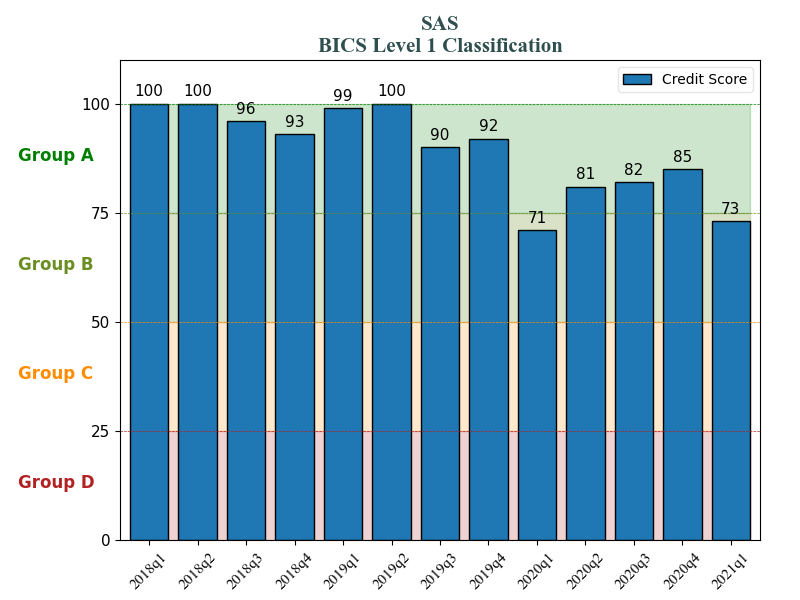 SAS
BICS Level 1 Classification
Credit Score
100
75
50
25
0
Group A
Group B
Group C
Group D
100
100
96
93
99
100
90
92
71
81
82
85
73
2018q1
2018q2
2018q3
2018q4
2019q1
2019q2
2019q3
2019q4
2020q1
2020q2
2020q3
2020q4
2021q1